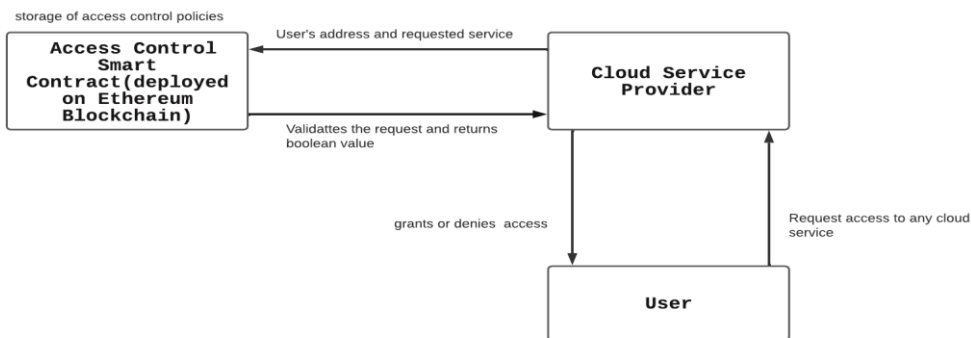 storage of access control policies
Access Control
Smart
Contract(deployed
on Ethereum
Blockchain)
User's address and requested service
Cloud Service
Provider
Validattes the request and returns
boolean value
grants or denies access
Request access to any cloud
service
User